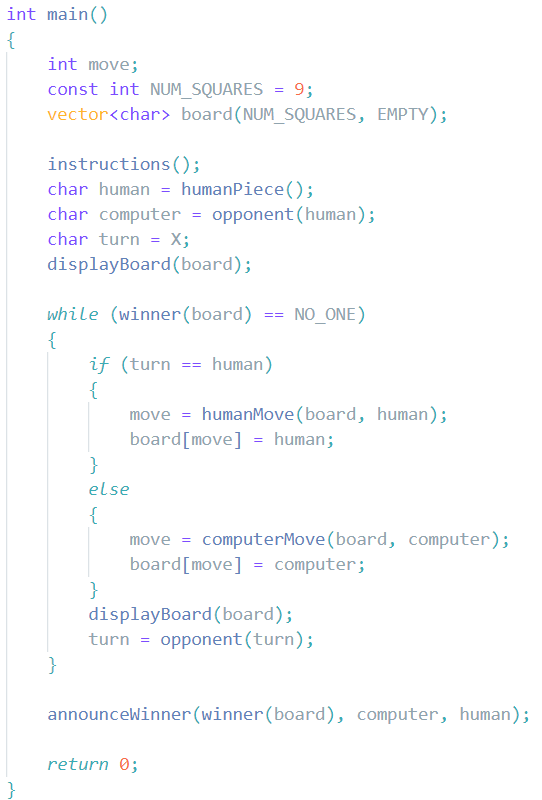 int main()
{
    int move;
    const int NUM_SQUARES = 9;
    vector<char> board(NUM_SQUARES, EMPTY);

    instructions();
    char human = humanPiece();
    char computer = opponent(human);
    char turn = X;
    displayBoard(board);

    while (winner(board) == NO_ONE)
    {
        if (turn == human)
        {
            move = humanMove(board, human);
            board[move] = human;
        }
        else
        {
            move = computerMove(board, computer);
            board[move] = computer;
        }
        displayBoard(board);
        turn = opponent(turn);
    }

    announceWinner(winner(board), computer, human);

    return 0;
}